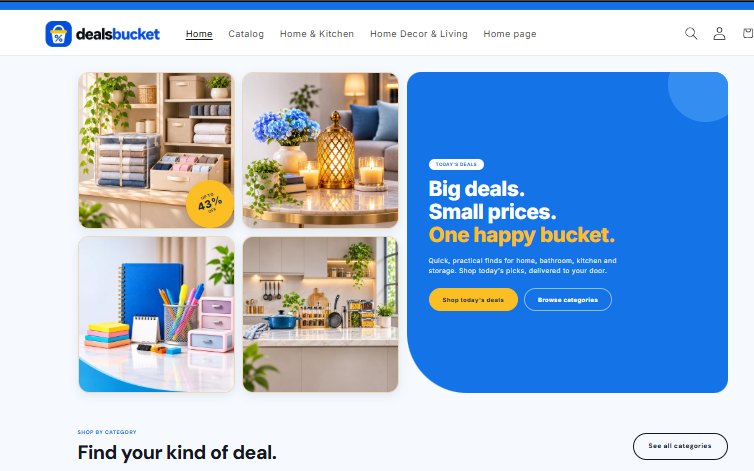 dealsbucket
Home Catalog Home & Kitchen Home Decor & Living Home page
UP TO
43%
OFF
TODAY'S DEALS
Big deals.
Small prices.
One happy bucket.
Quick, practical finds for home, bathroom, kitchen and
storage. Shop today's picks, delivered to your door.
Shop today's deals Browse categories
SHOP BY CATEGORY
Find your kind of deal.
See all categories